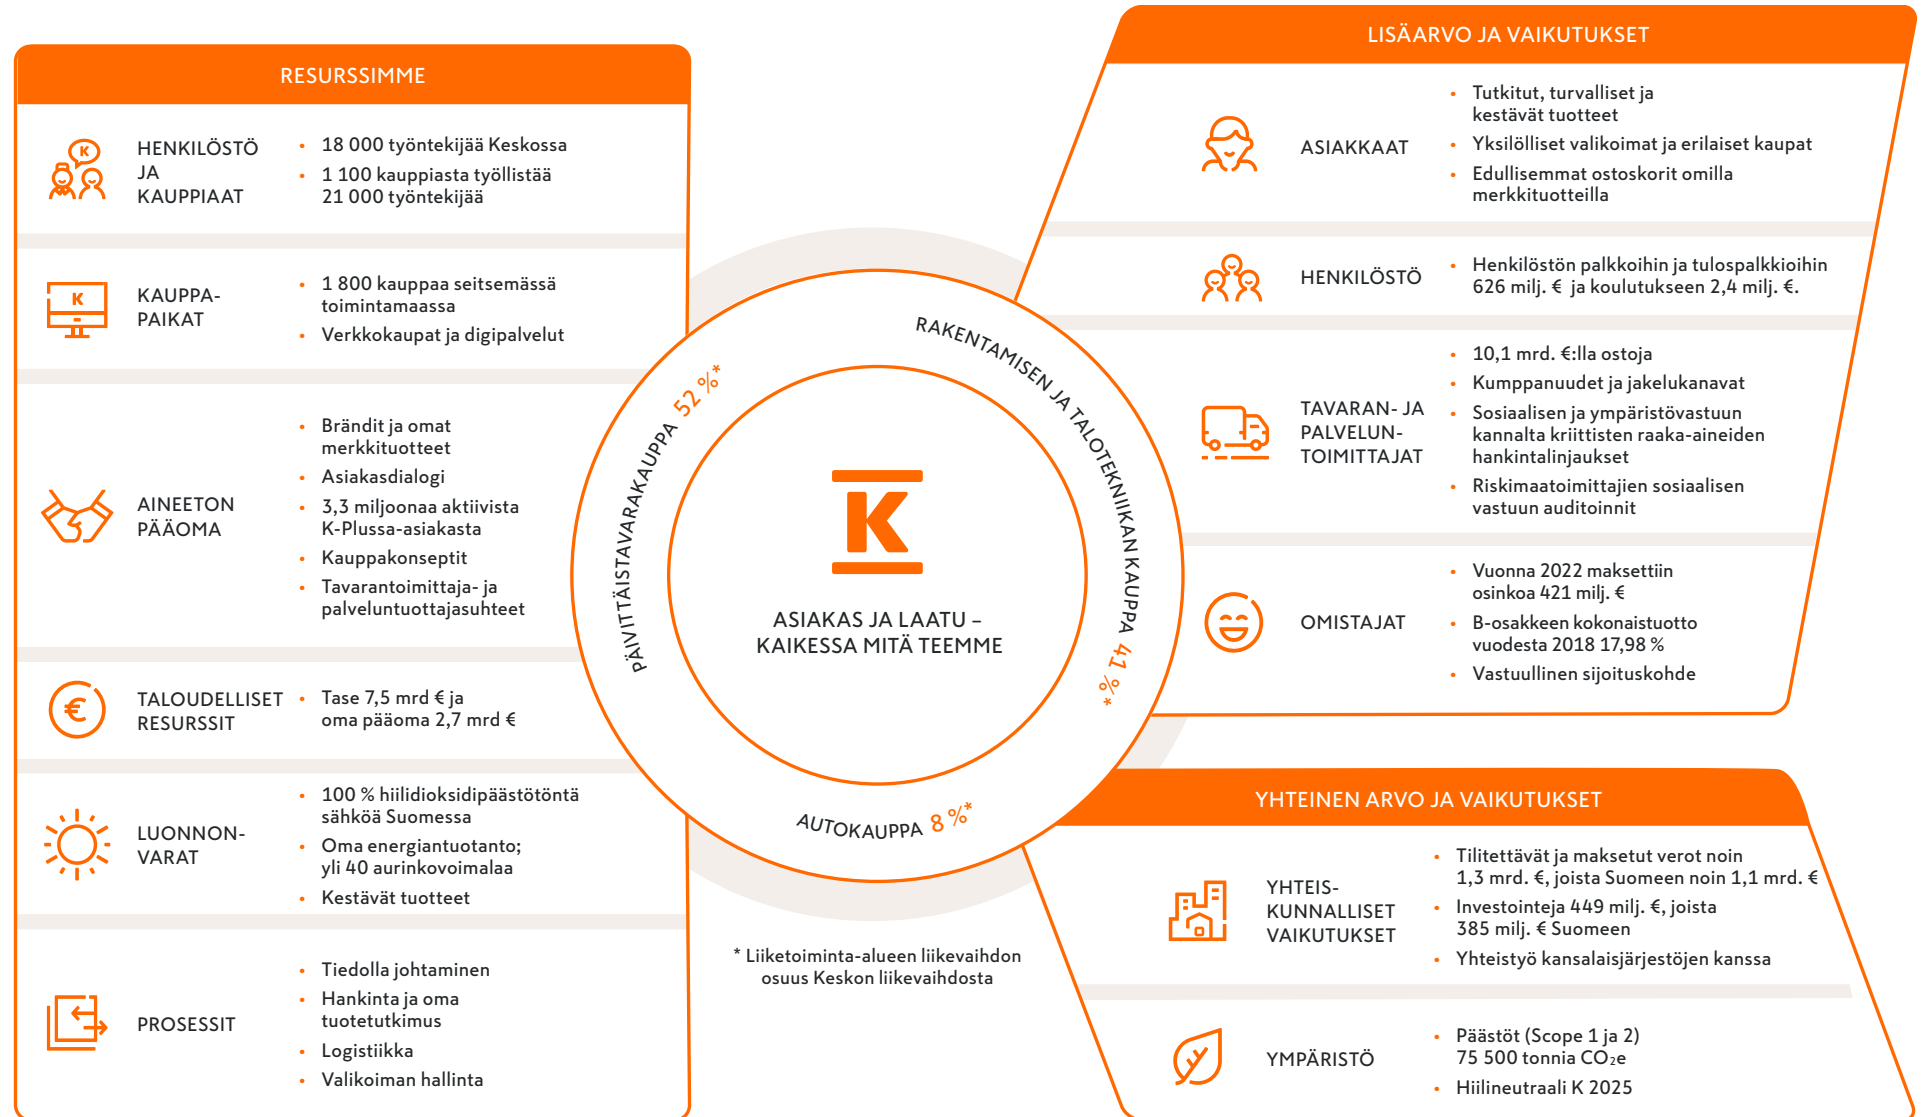 RESURSSIMME
HENKILÖSTÖ
JA
KAUPPIAAT
• 18 000 työntekijää Keskossa
• 1 100 kauppiasta työllistää
21 000 työntekijää
K
KAUPPA-
PAIKAT
• 1 800 kauppaa seitsemässä
toimintamaassa
• Verkkokaupat ja digipalvelut
K
AINEETON
PÄÄOMA
• Brändit ja omat
merkkituotteet
• Asiakasdialogi
• 3,3 miljoonaa aktiivista
K-Plussa-asiakasta
• Kauppakonseptit
• Tavarantoimittaja- ja
palveluntuottajasuhteet
TALOUDELLISET
RESURSSIT
• Tase 7,5 mrd € ja
oma pääoma 2,7 mrd €
€
LUONNON-
VARAT
• 100 % hiilidioksidipäästötöntä
sähköä Suomessa
• Oma energiantuotanto;
yli 40 aurinkovoimalaa
• Kestävät tuotteet
PROSESSIT
• Tiedolla johtaminen
• Hankinta ja oma
tuotetutkimus
• Logistiikka
• Valikoiman hallinta
PÄIVITTÄISTAVARAKAUPPA 52 %*
RAKENTAMISEN JA TALOTEKNIIKAN KAUPPA 41 %*
AUTOKAUPPA 8 %*
K
ASIAKAS JA LAATU –
KAIKESSA MITÄ TEEMME
* Liiketoiminta-alueen liikevaihdon
osuus Keskon liikevaihdosta
LISÄARVO JA VAIKUTUKSET
ASIAKKAAT
• Tutkitut, turvalliset ja
kestävät tuotteet
• Yksilölliset valikoimat ja erilaiset kaupat
• Edullisemmat ostoskorit omilla
merkkituotteilla
HENKILÖSTÖ
• Henkilöstön palkkoihin ja tulospalkkioihin
626 milj. € ja koulutukseen 2,4 milj. €.
TAVARAN- JA
PALVELUN-
TOIMITTAJAT
• 10,1 mrd. €:lla ostoja
• Kumppanuudet ja jakelukanavat
• Sosiaalisen ja ympäristövastuun
kannalta kriittisten raaka-aineiden
hankintalinjaukset
• Riskimaatoimittajien sosiaalisen
vastuun auditoinnit
OMISTAJAT
• Vuonna 2022 maksettiin
osinkoa 421 milj. €
• B-osakkeen kokonaistuotto
vuodesta 2018 17,98 %
• Vastuullinen sijoituskohde
YHTEINEN ARVO JA VAIKUTUKSET
YHTEIS-
KUNNALLISET
VAIKUTUKSET
• Tilitettävät ja maksetut verot noin
1,3 mrd. €, joista Suomeen noin 1,1 mrd. €
• Investointeja 449 milj. €, joista
385 milj. € Suomeen
• Yhteistyö kansalaisjärjestöjen kanssa
YMPÄRISTÖ
• Päästöt (Scope 1 ja 2)
75 500 tonnia CO₂e
• Hiilineutraali K 2025